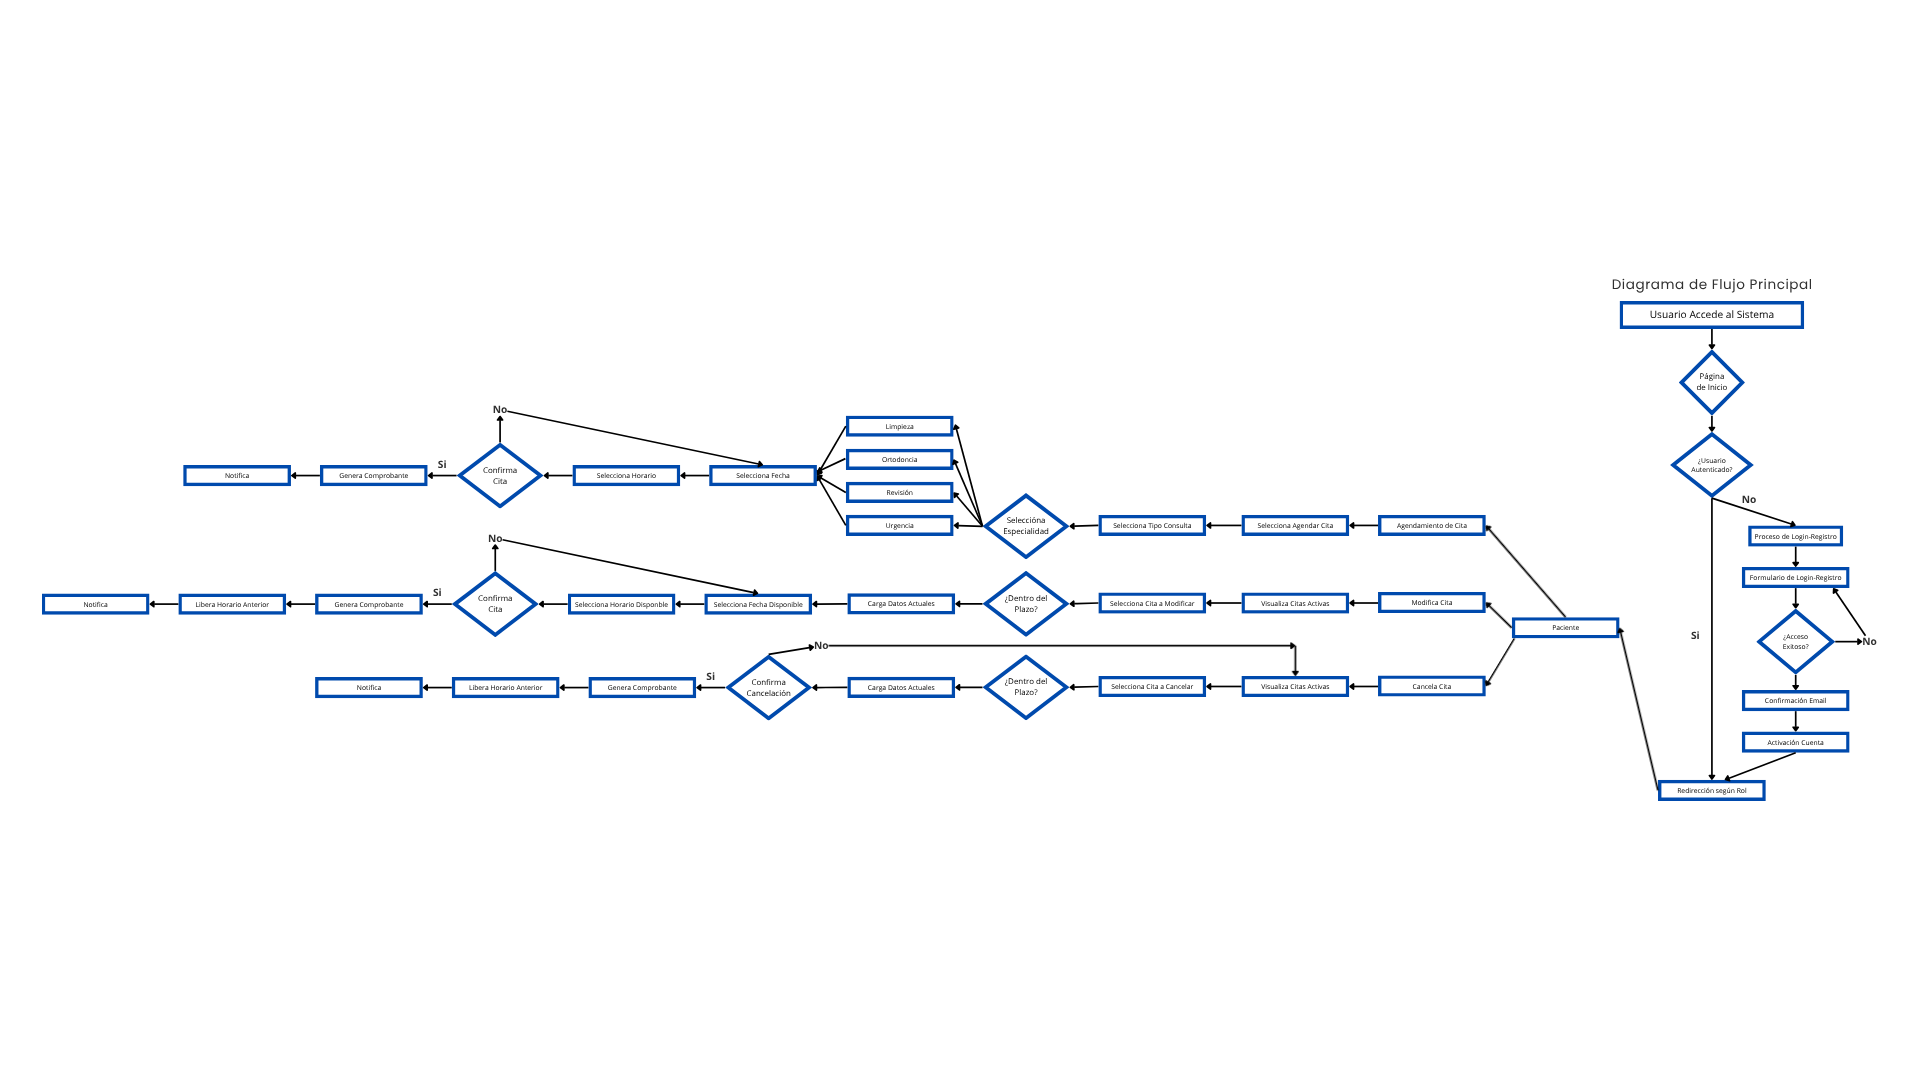 Diagrama de Flujo Principal
Usuario Accede al Sistema
Página
de Inicio
¿Usuario
Autenticado?
No
Si
Proceso de Login-Registro
Formulario de Login-Registro
¿Acceso
Exitoso?
No
Confirmación Email
Activación Cuenta
Redirección según Rol
Paciente
Agendamiento de Cita
Selecciona Agendar Cita
Selecciona Tipo Consulta
Seleccióna
Especialidad
Limpieza
Ortodoncia
Revisión
Urgencia
Selecciona Fecha
Selecciona Horario
Confirma
Cita
No
Si
Genera Comprobante
Notifica
Modifica Cita
Visualiza Citas Activas
Selecciona Cita a Modificar
¿Dentro del
Plazo?
Carga Datos Actuales
Selecciona Fecha Disponible
Selecciona Horario Disponble
Confirma
Cita
No
Si
Genera Comprobante
Libera Horario Anterior
Notifica
Cancela Cita
Visualiza Citas Activas
Selecciona Cita a Cancelar
¿Dentro del
Plazo?
Carga Datos Actuales
Confirma
Cancelación
No
Si
Genera Comprobante
Libera Horario Anterior
Notifica